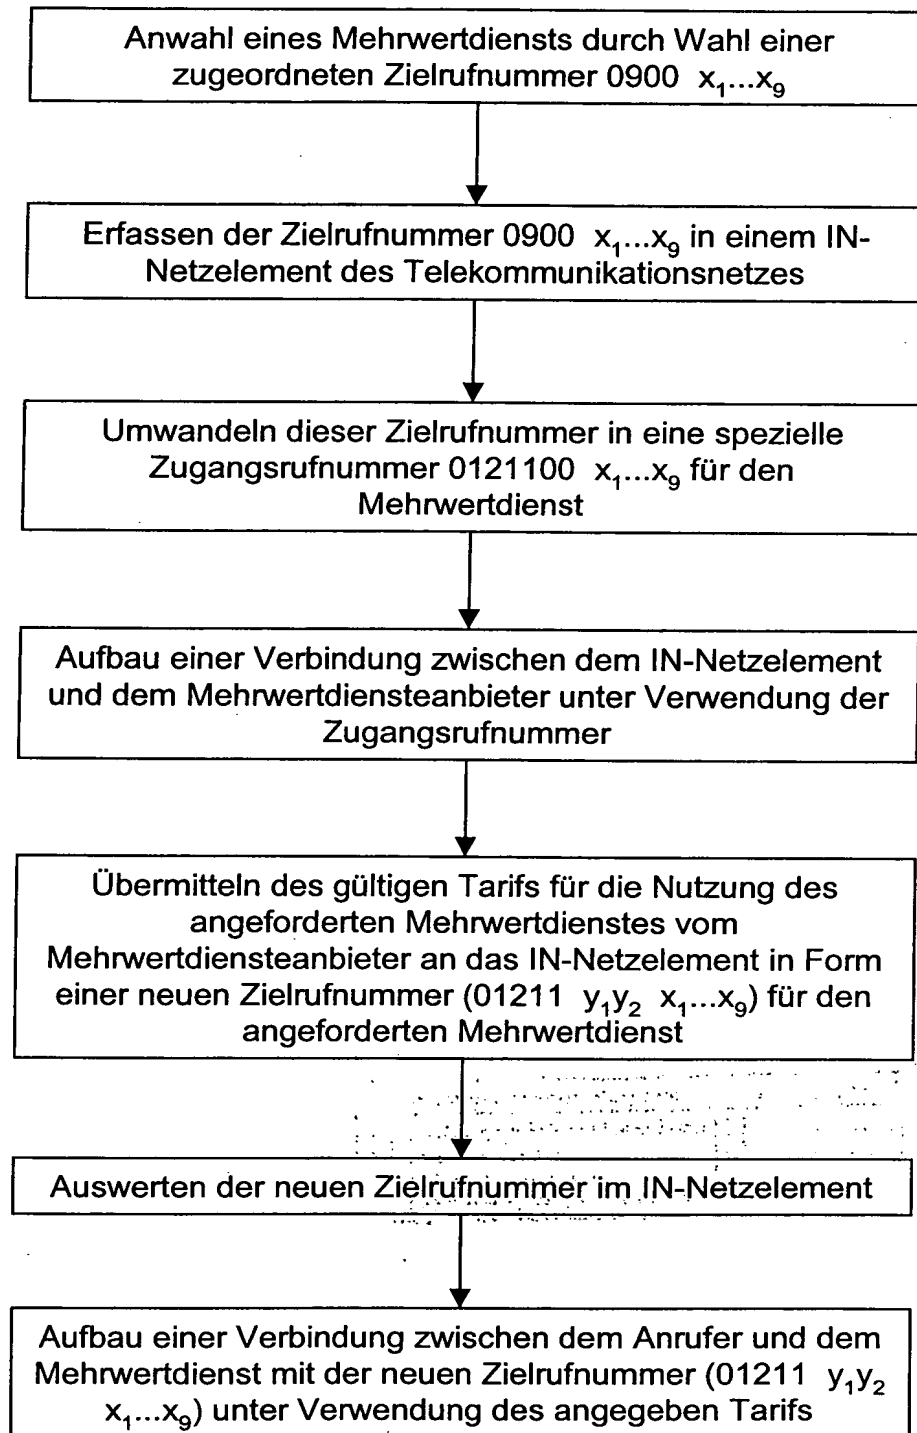 Anwahl eines Mehrwertdiensts durch Wahl einer
zugeordneten Zielrufnummer 0900 x₁...x₉
Erfassen der Zielrufnummer 0900 x₁...x₉ in einem IN-
Netzelement des Telekommunikationsnetzes
Umwandeln dieser Zielrufnummer in eine spezielle
Zugangsrufnummer 0121100 x₁...x₉ für den
Mehrwertdienst
Aufbau einer Verbindung zwischen dem IN-Netzelement
und dem Mehrwertdiensteanbieter unter Verwendung der
Zugangsrufnummer
Übermitteln des gültigen Tarifs für die Nutzung des
angeforderten Mehrwertdienstes vom
Mehrwertdiensteanbieter an das IN-Netzelement in Form
einer neuen Zielrufnummer (01211 y₁y₂ x₁...x₉) für den
angeforderten Mehrwertdienst
Auswerten der neuen Zielrufnummer im IN-Netzelement
Aufbau einer Verbindung zwischen dem Anrufer und dem
Mehrwertdienst mit der neuen Zielrufnummer (01211 y₁y₂
x₁...x₉) unter Verwendung des angegeben Tarifs